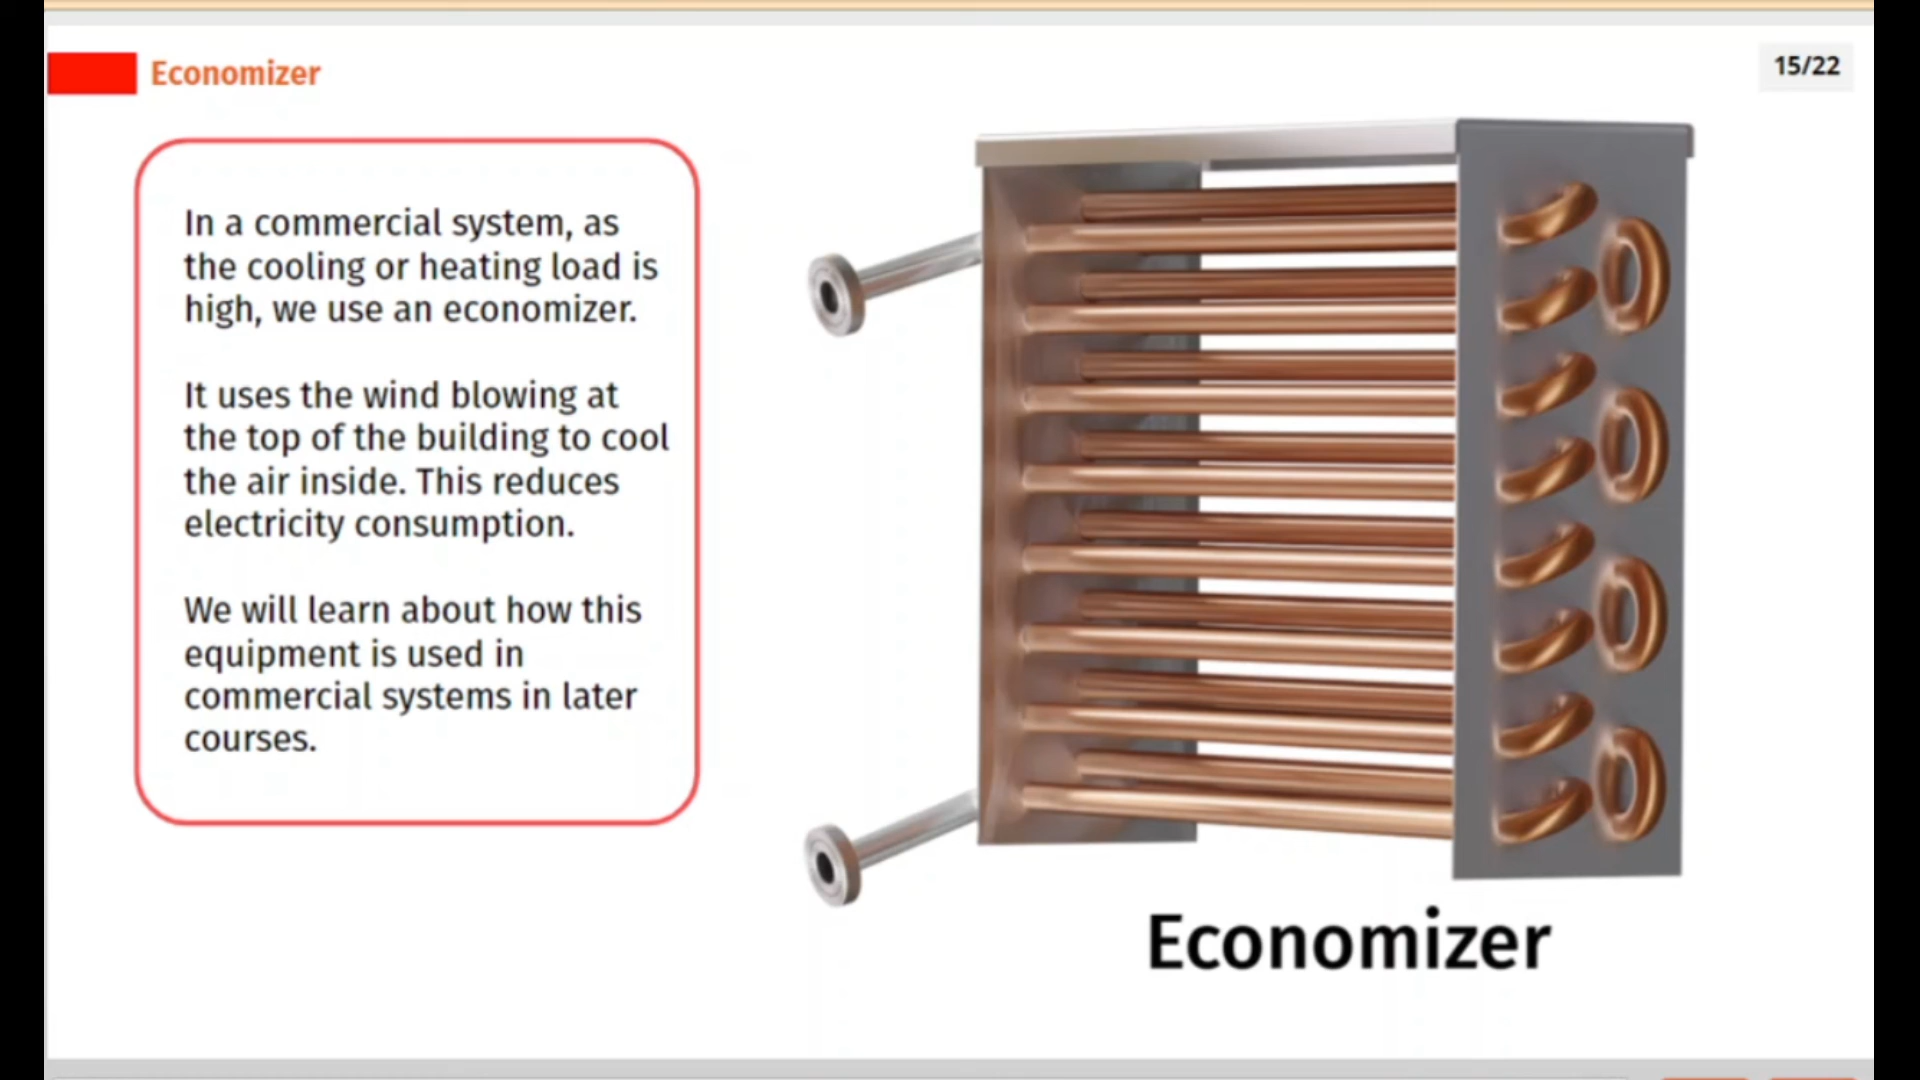 Economizer
15/22
In a commercial system, as
the cooling or heating load is
high, we use an economizer.
It uses the wind blowing at
the top of the building to cool
the air inside. This reduces
electricity consumption.
We will learn about how this
equipment is used in
commercial systems in later
courses.
Economizer